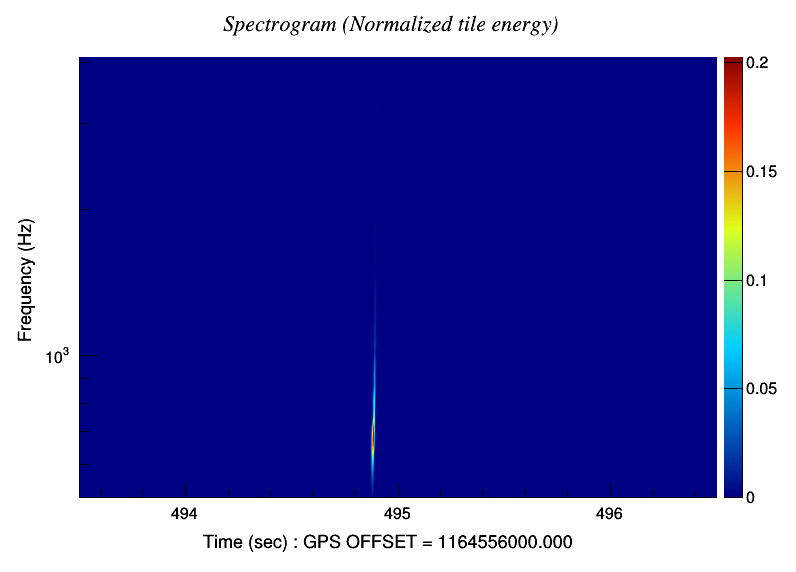 Spectrogram (Normalized tile energy)
0.2
0.15
0.1
0.05
0
Frequency (Hz)
10³
494 495 496
Time (sec) : GPS OFFSET = 1164556000.000